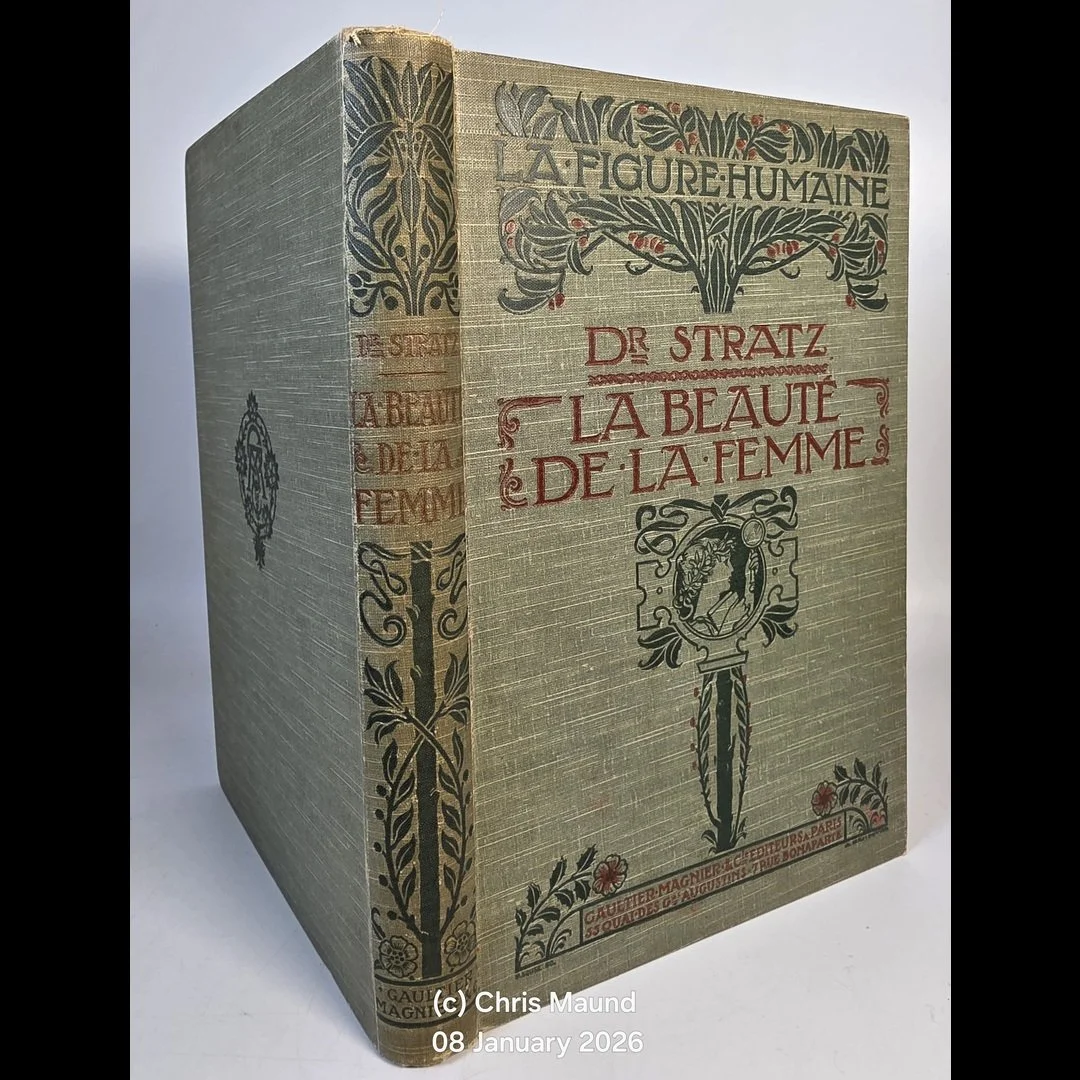 LA·FIGURE·HUMAINE
DR STRATZ
LA BEAUTÉ
DE·LA·FEMME
GAULTIER·MAGNIER·&·CIE EDITEURS A PARIS
55 QUAI·DES·GDS AUGUSTINS·7 RUE BONAPARTE
DR STRATZ
LA·BEAUTÉ
DE·LA
FEMME
·GAULTIER
MAGNIER
(c) Chris Maund
08 January 2026